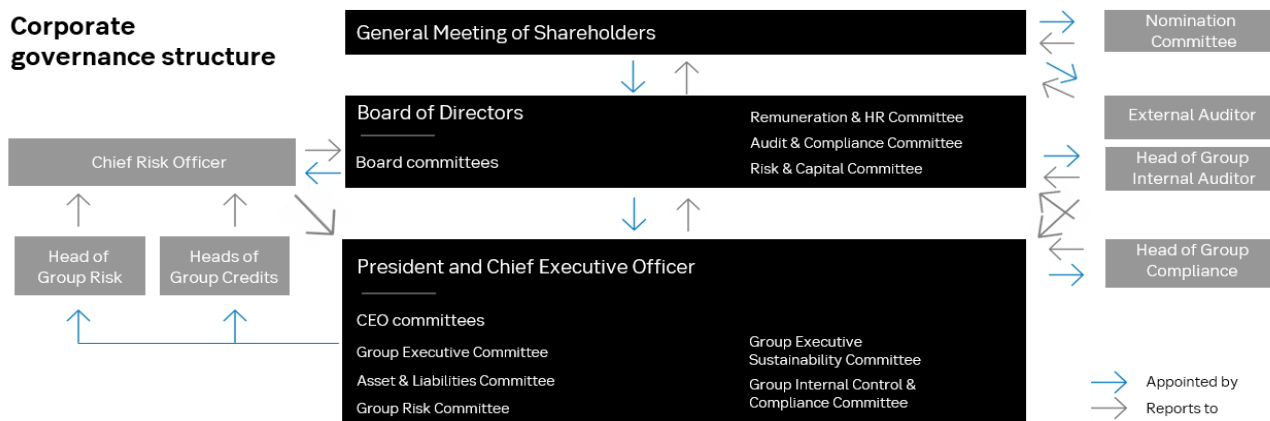 Corporate
governance structure
General Meeting of Shareholders
Nomination
Committee
Board of Directors
Board committees
Remuneration & HR Committee
Audit & Compliance Committee
Risk & Capital Committee
External Auditor
Chief Risk Officer
Head of Group
Internal Auditor
Head of
Group Risk
Heads of
Group Credits
President and Chief Executive Officer
CEO committees
Group Executive Committee
Asset & Liabilities Committee
Group Risk Committee
Group Executive
Sustainability Committee
Group Internal Control &
Compliance Committee
Head of Group
Compliance
Appointed by
Reports to